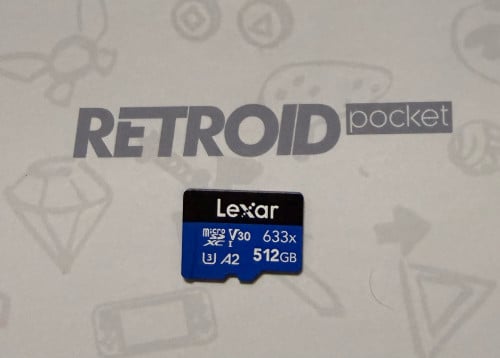 RETROID pocket
Lexar
micro SD XC I V30 633x
U3 A2 512GB